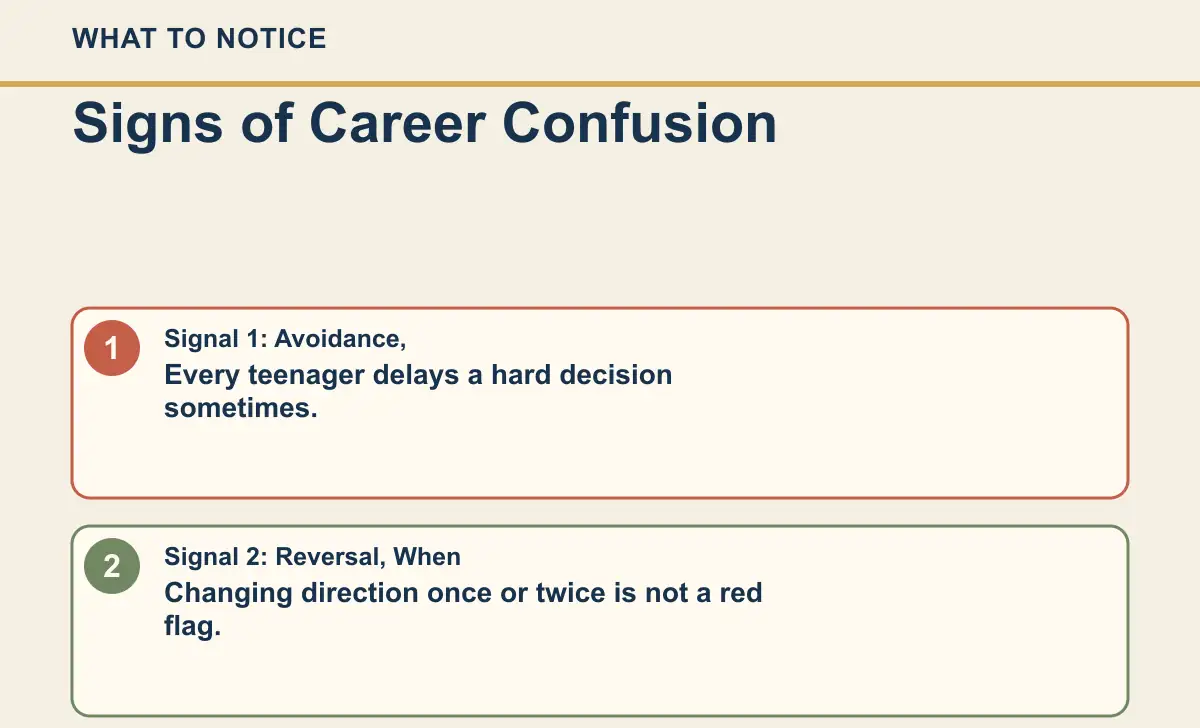 WHAT TO NOTICE
Signs of Career Confusion
1
Signal 1: Avoidance,
Every teenager delays a hard decision
sometimes.
2
Signal 2: Reversal, When
Changing direction once or twice is not a red
flag.